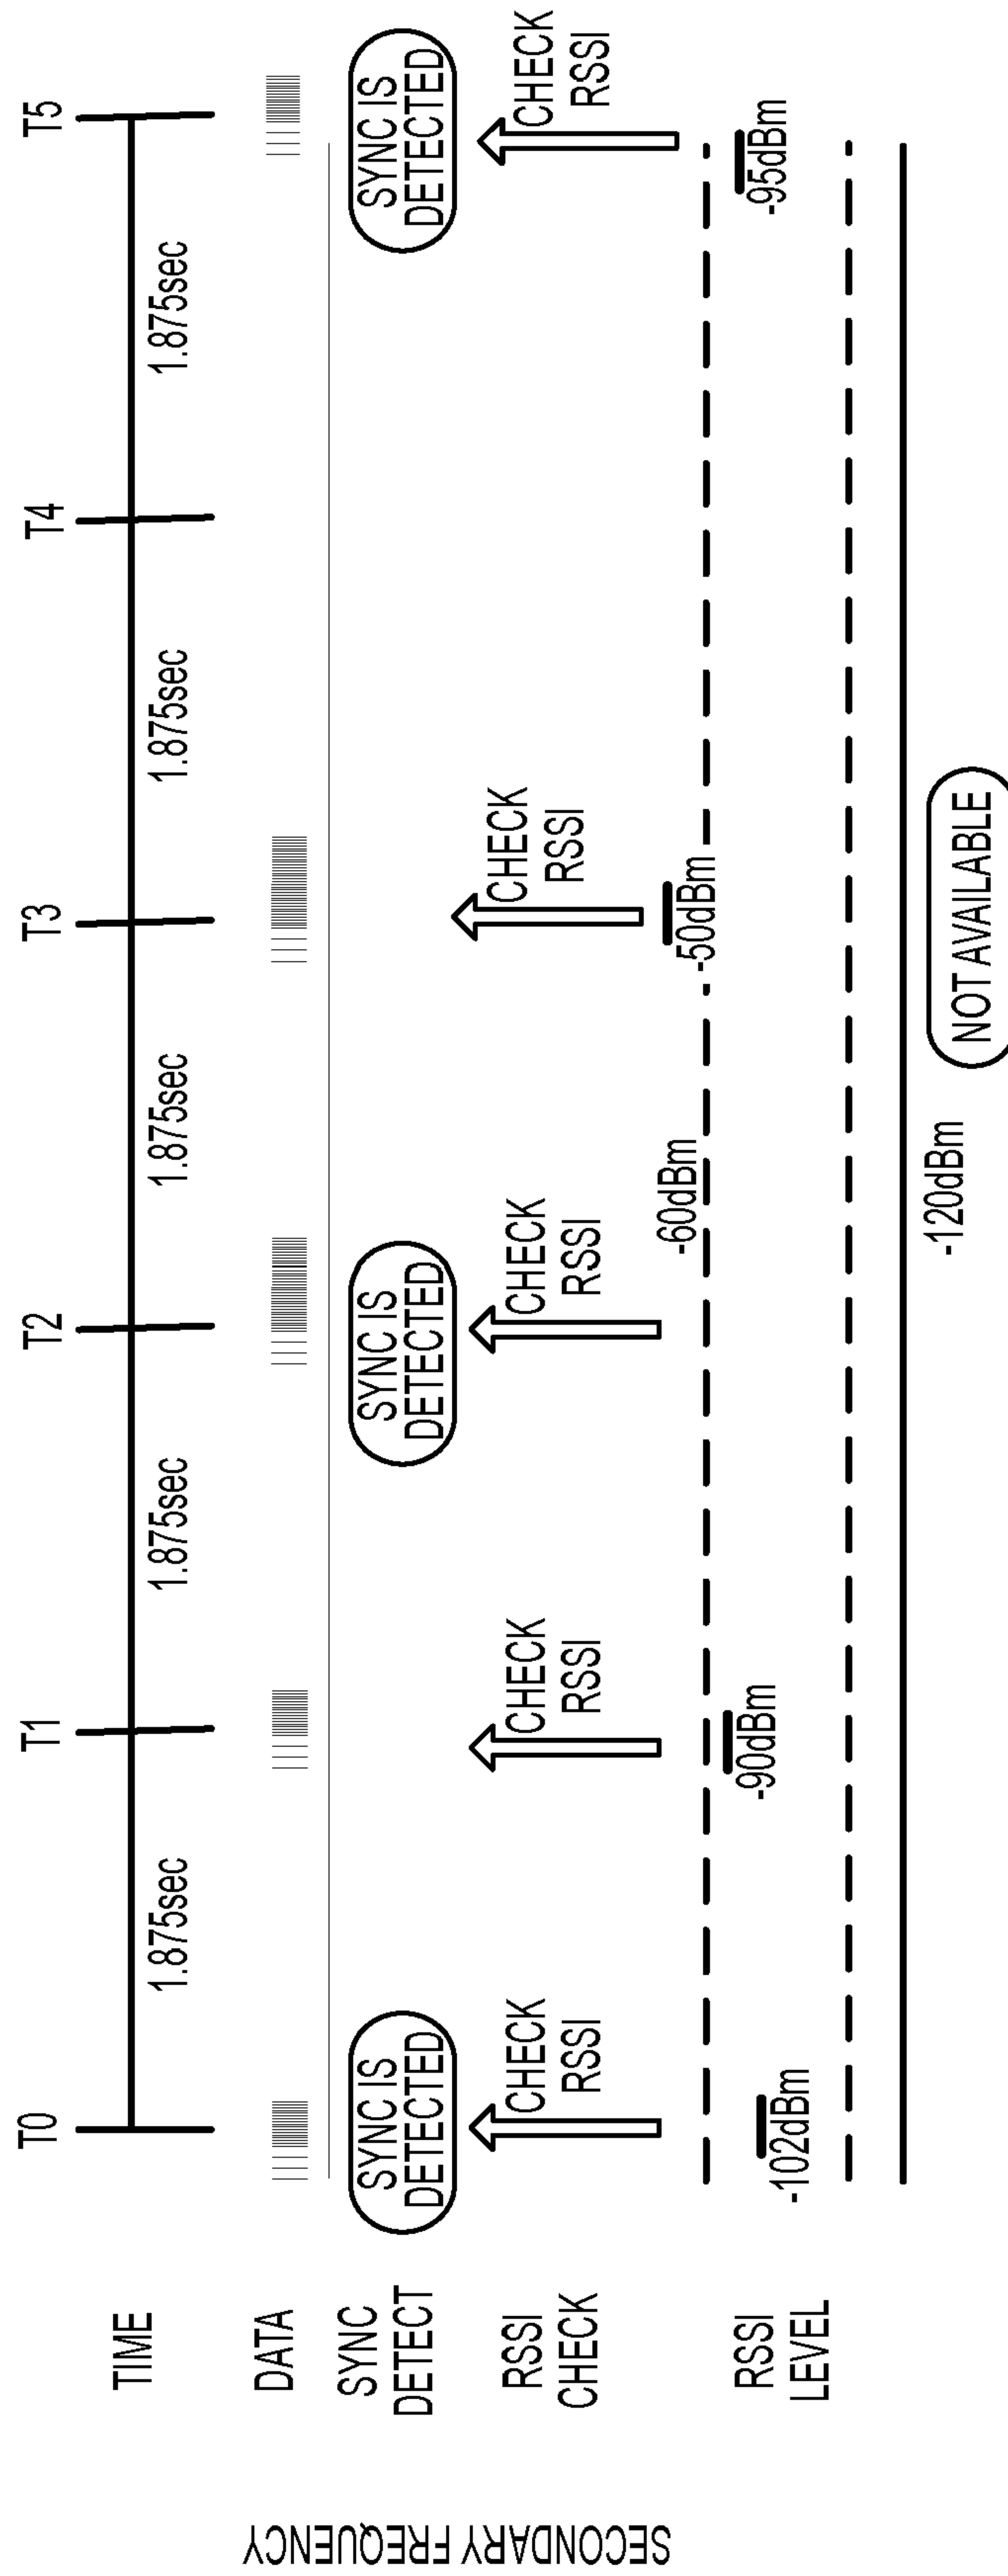 SECONDARY FREQUENCY
TIME
T0
T1
T2
T3
T4
T5
1.875sec
1.875sec
1.875sec
1.875sec
1.875sec
DATA
SYNC
DETECT
SYNC IS
DETECTED
SYNC IS
DETECTED
SYNC IS
DETECTED
RSSI
CHECK
CHECK
RSSI
CHECK
RSSI
CHECK
RSSI
CHECK
RSSI
CHECK
RSSI
RSSI
LEVEL
-102dBm
-90dBm
-60dBm
-50dBm
-95dBm
-120dBm
NOT AVAILABLE